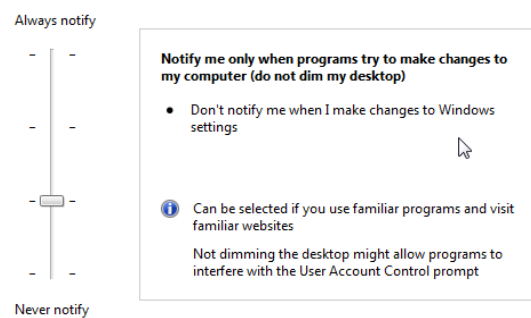 Always notify
Notify me only when programs try to make changes to
my computer (do not dim my desktop)
Don't notify me when I make changes to Windows
settings
Can be selected if you use familiar programs and visit
familiar websites
Not dimming the desktop might allow programs to
interfere with the User Account Control prompt
Never notify